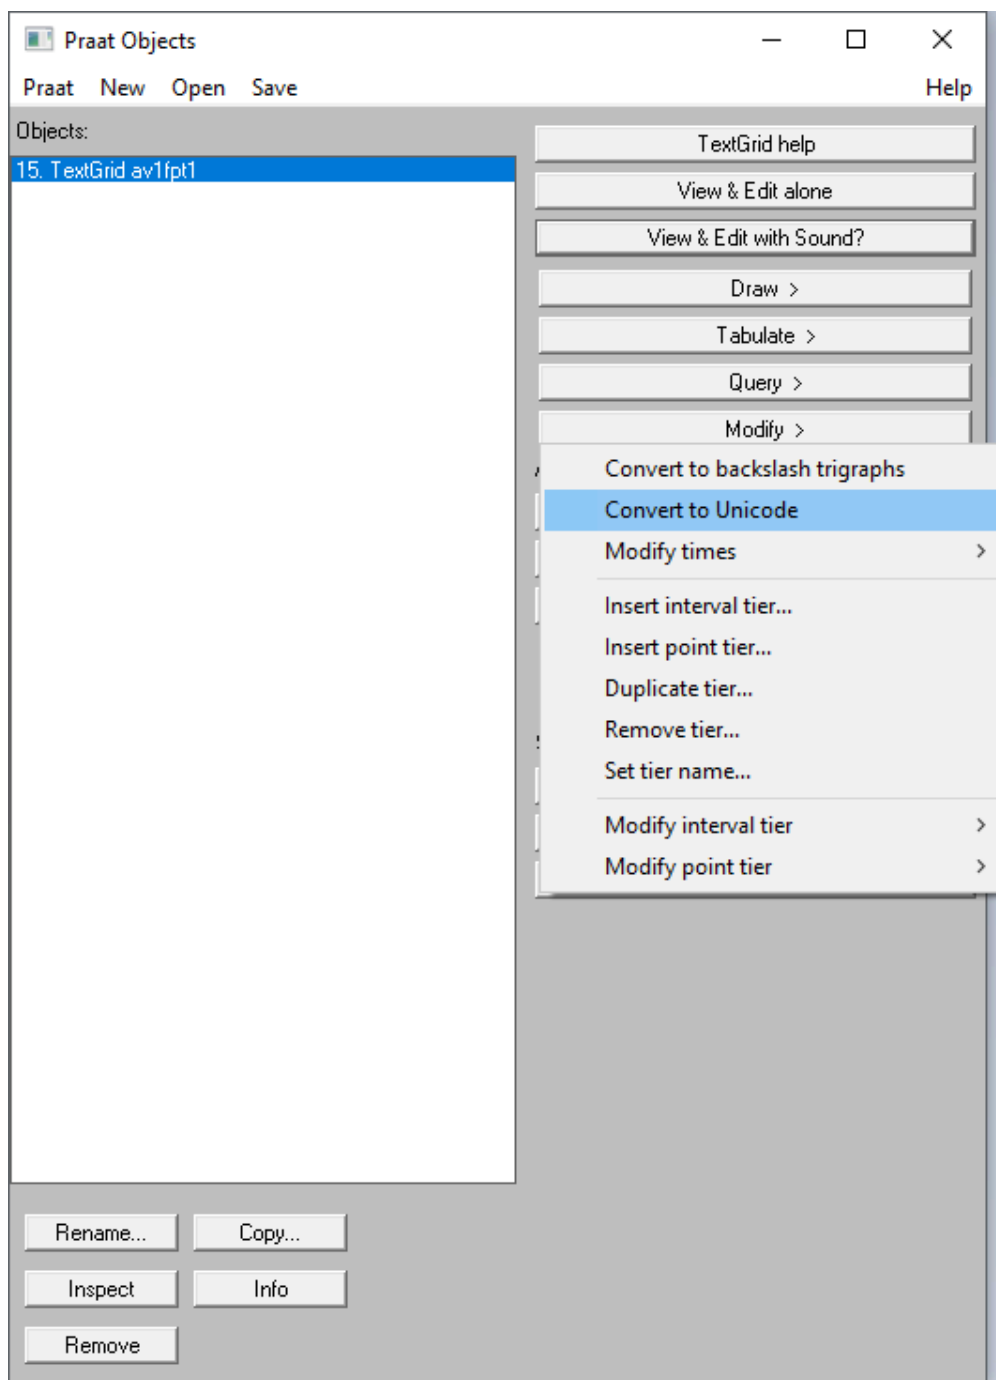 Praat Objects
Praat New Open Save Help
Objects:
15. TextGrid av1fpt1
TextGrid help
View & Edit alone
View & Edit with Sound?
Draw >
Tabulate >
Query >
Modify >
Convert to backslash trigraphs
Convert to Unicode
Modify times >
Insert interval tier...
Insert point tier...
Duplicate tier...
Remove tier...
Set tier name...
Modify interval tier >
Modify point tier >
Rename... Copy...
Inspect Info
Remove